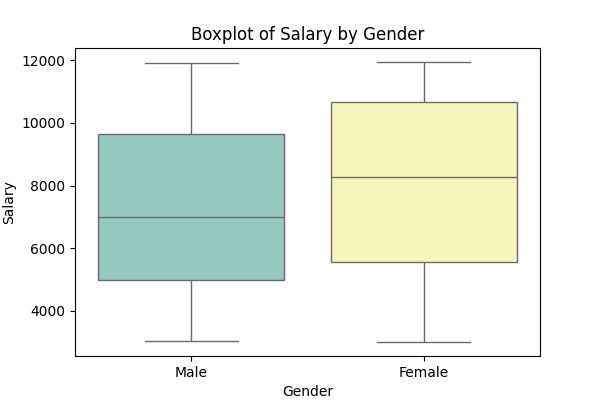 Boxplot of Salary by Gender
12000
10000
8000
6000
4000
Salary
Male Female
Gender